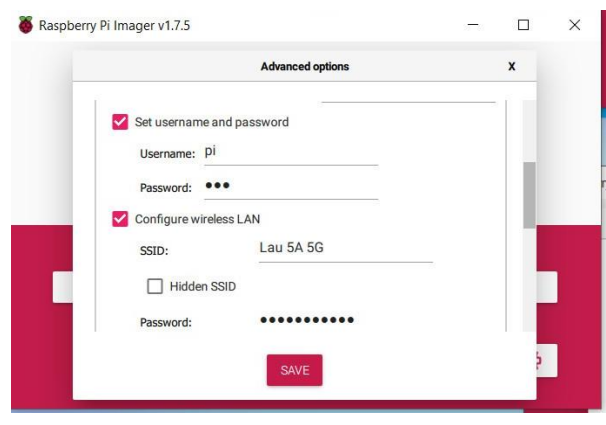 Raspberry Pi Imager v1.7.5
Advanced options
X
Set username and password
Username: pi
Password: •••
Configure wireless LAN
SSID: Lau 5A 5G
Hidden SSID
Password: •••••••••••
SAVE